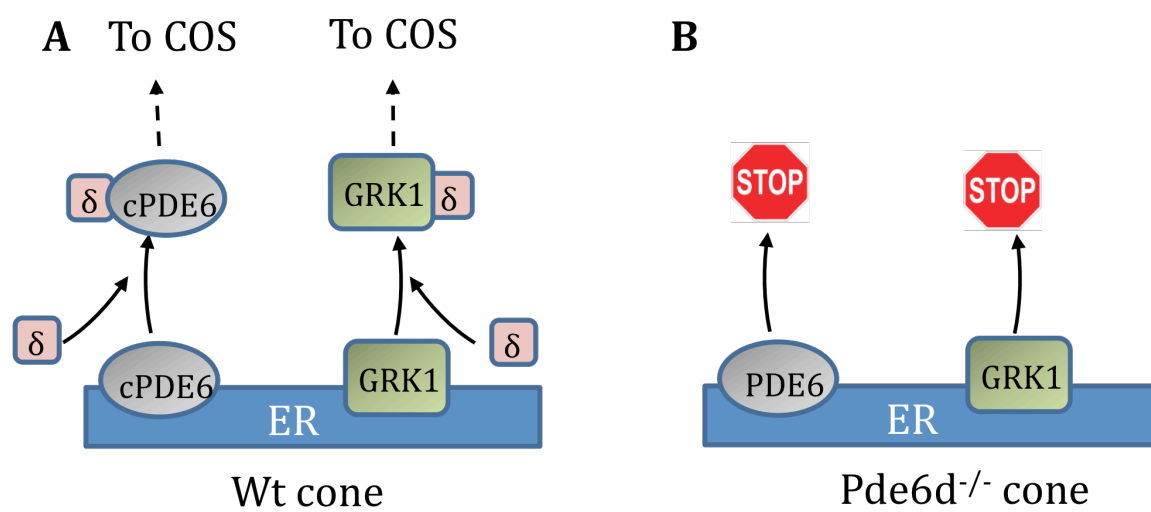 A To COS To COS B
δ cPDE6 GRK1 δ STOP STOP
δ cPDE6 GRK1 δ PDE6 GRK1
ER ER
Wt cone Pde6d-/- cone